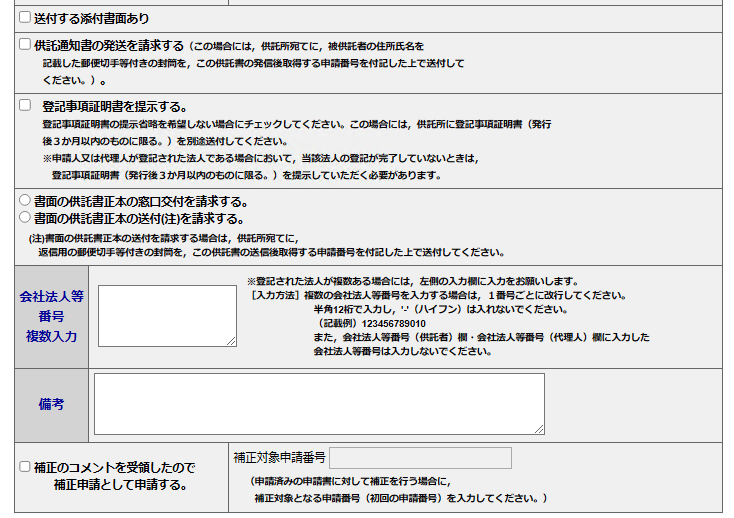 送付する添付書面あり
供託通知書の発送を請求する（この場合には，供託所宛てに，被供託者の住所氏名を
記載した郵便切手等付きの封筒を，この供託書の発信後取得する申請番号を付記した上で送付して
ください。）。
登記事項証明書を提示する。
登記事項証明書の提示省略を希望しない場合にチェックしてください。この場合には，供託所に登記事項証明書（発行
後３か月以内のものに限る。）を別途送付してください。
※申請人又は代理人が登記された法人である場合において，当該法人の登記が完了していないときは，
登記事項証明書（発行後３か月以内のものに限る。）を提示していただく必要があります。
書面の供託書正本の窓口交付を請求する。
書面の供託書正本の送付(注)を請求する。
(注)書面の供託書正本の送付を請求する場合は，供託所宛てに，
返信用の郵便切手等付きの封筒を，この供託書の送信後取得する申請番号を付記した上で送付してください。
会社法人等
番号
複数入力
※登記された法人が複数ある場合には，左側の入力欄に入力をお願いします。
［入力方法］複数の会社法人等番号を入力する場合は，１番号ごとに改行してください。
半角12桁で入力し，'-'（ハイフン）は入れないでください。
（記載例）123456789010
また，会社法人等番号（供託者）欄・会社法人等番号（代理人）欄に入力した
会社法人等番号は入力しないでください。
備考
補正のコメントを受領したので
補正申請として申請する。
補正対象申請番号
（申請済みの申請書に対して補正を行う場合に，
補正対象となる申請番号（初回の申請番号）を入力してください。）